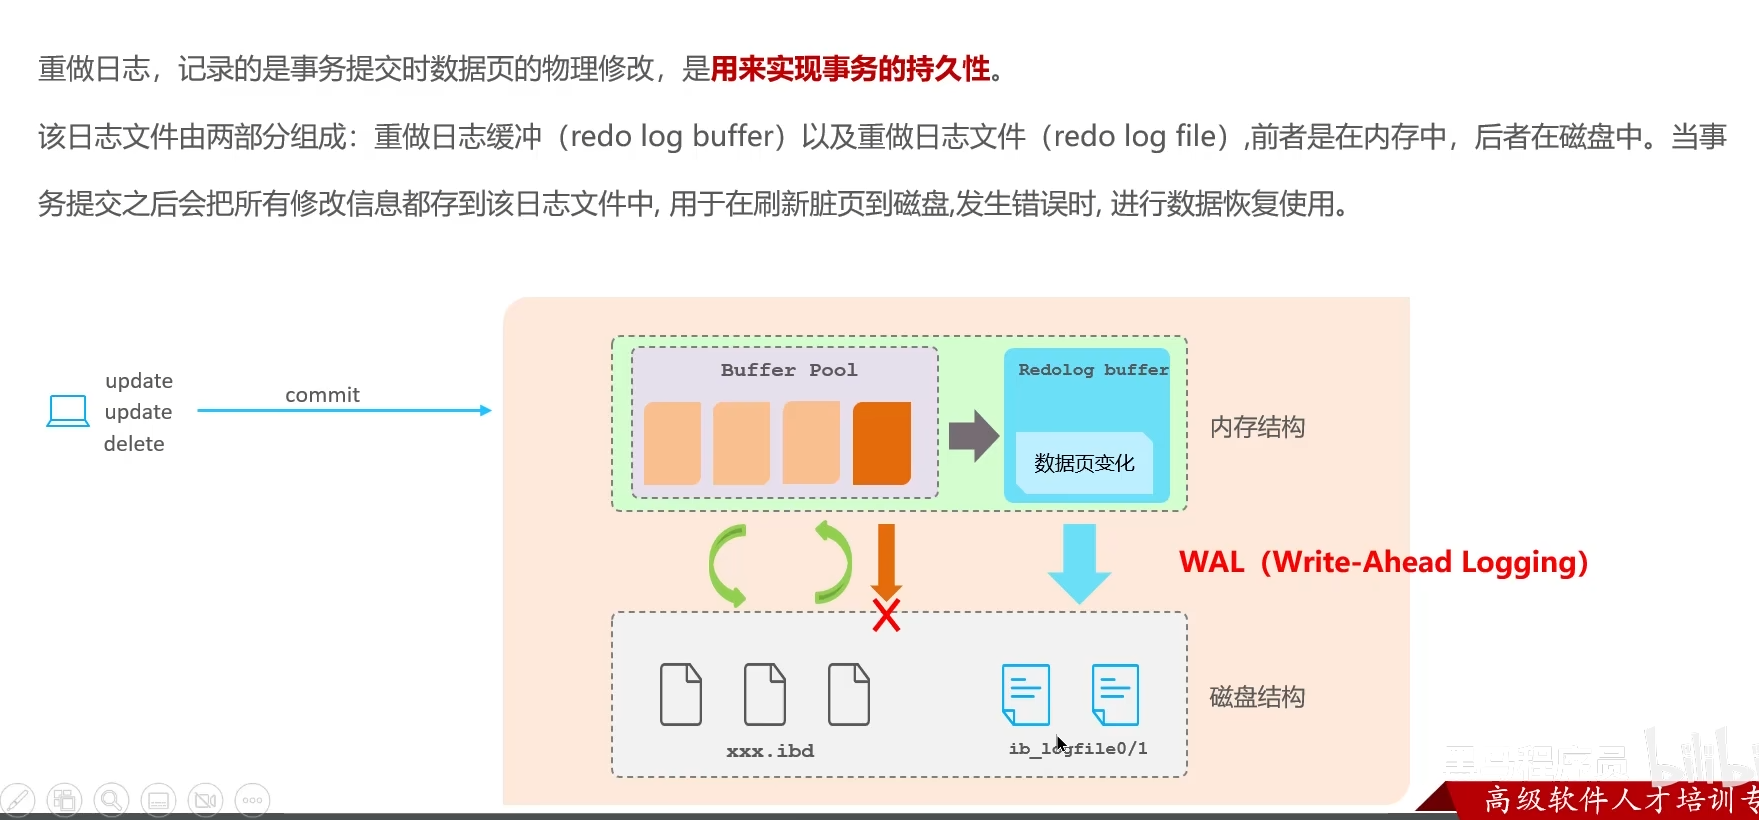 重做日志，记录的是事务提交时数据页的物理修改，是用来实现事务的持久性。
该日志文件由两部分组成：重做日志缓冲（redo log buffer）以及重做日志文件（redo log file）,前者是在内存中，后者在磁盘中。当事
务提交之后会把所有修改信息都存到该日志文件中, 用于在刷新脏页到磁盘,发生错误时, 进行数据恢复使用。
Buffer Pool
Redolog buffer
update
commit
update
delete
内存结构
数据页变化
WAL（Write-Ahead Logging）
磁盘结构
xxx.ibd
ib_logfile0/1
程序员
bilibi
高级软件人才培训专